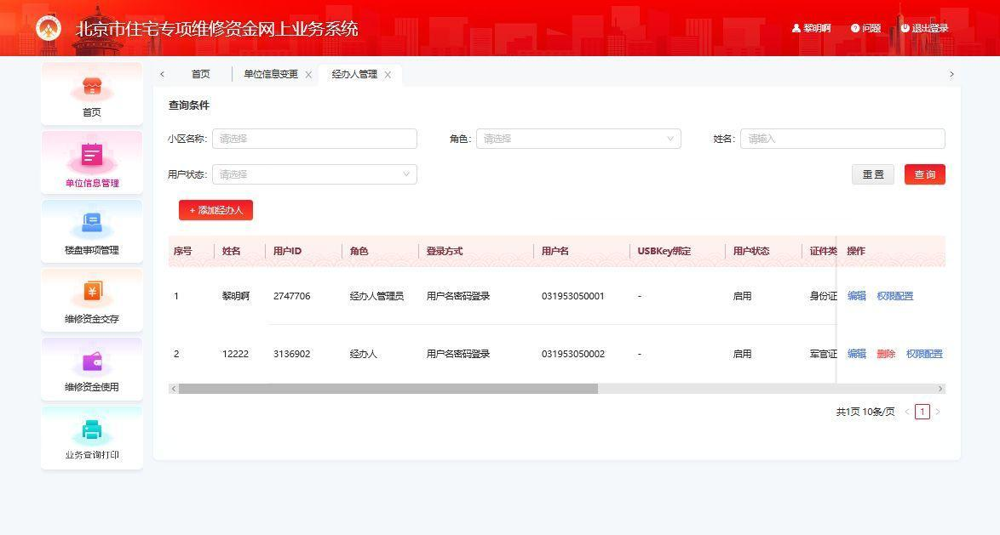 北京市住宅专项维修资金网上业务系统
黎明啊 问题 退出登录
首页 单位信息变更 经办人管理
首页
单位信息管理
楼盘事项管理
维修资金交存
维修资金使用
业务查询打印
查询条件
小区名称: 请选择 角色: 请选择 姓名: 请输入
用户状态: 请选择 重置 查询
+ 添加经办人
序号 姓名 用户ID 角色 登录方式 用户名 USBKey绑定 用户状态 证件类 操作
1 黎明啊 2747706 经办人管理员 用户名密码登录 031953050001 - 启用 身份证 编辑 权限配置
2 12222 3136902 经办人 用户名密码登录 031953050002 - 启用 军官证 编辑 删除 权限配置
共1页 10条/页 < 1 >